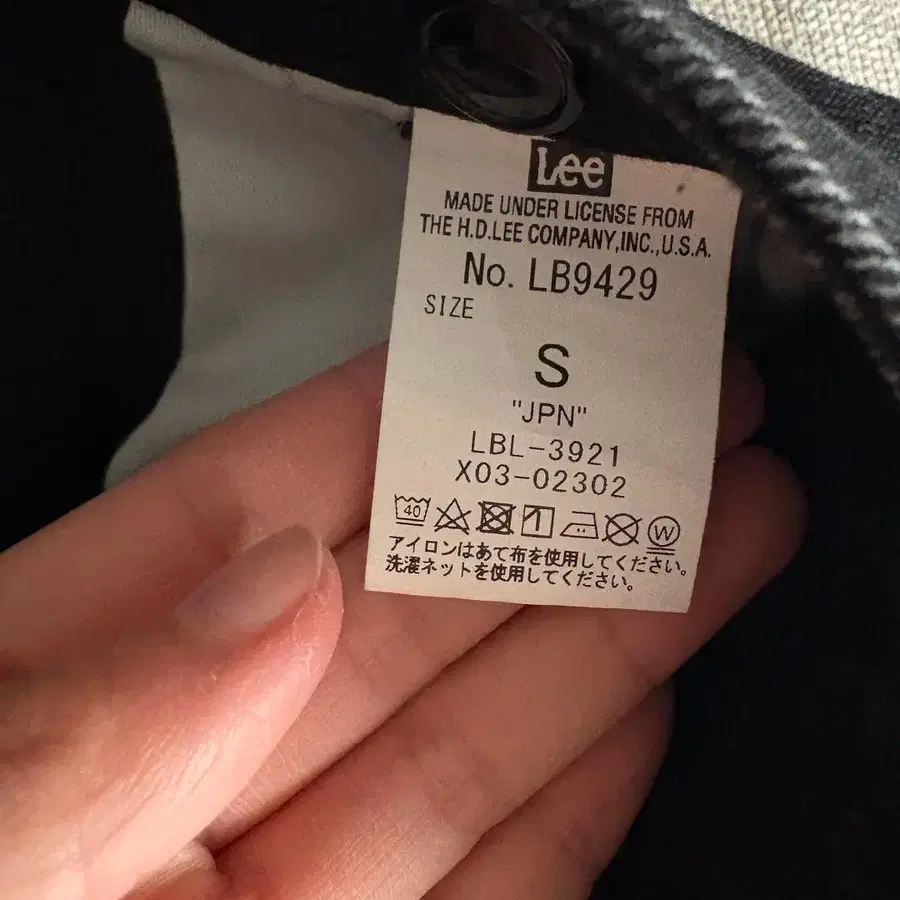 Lee
MADE UNDER LICENSE FROM
THE H.D.LEE COMPANY,INC.,U.S.A.
No. LB9429
SIZE
S
"JPN"
LBL-3921
X03-02302
40 W
アイロンはあて布を使用してください。
洗濯ネットを使用してください。